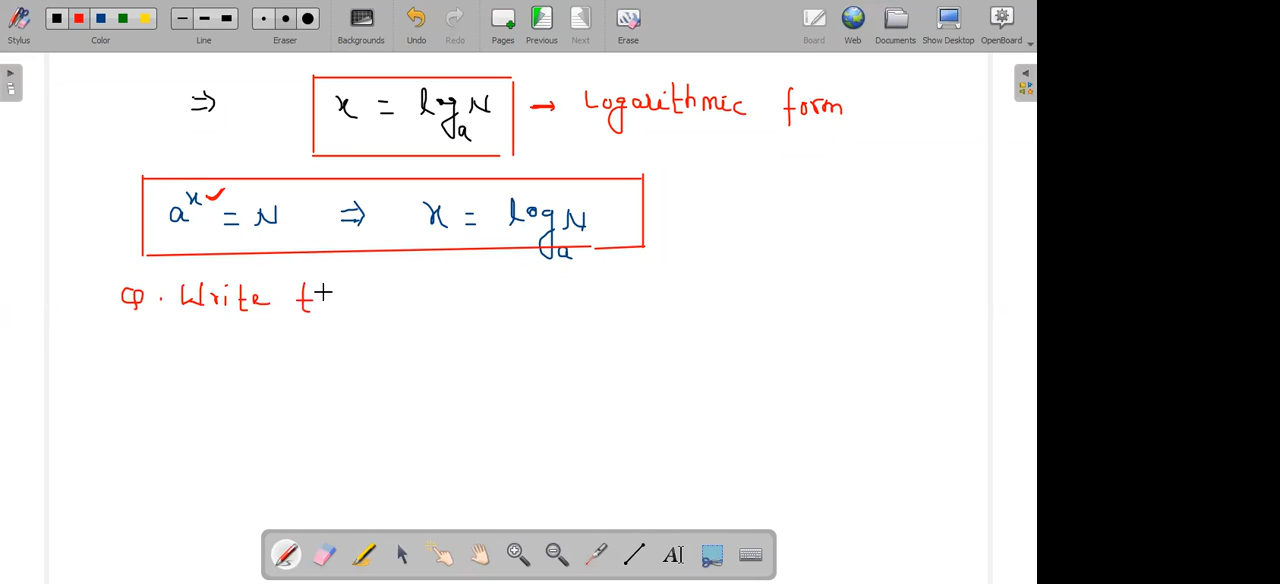 Stylus Color Line Eraser Backgrounds Undo Redo Pages Previous Next Erase Board Web Documents Show Desktop OpenBoard
⇒ x = log_a N → Logarithmic form
a^x ✓ = N ⇒ x = log_a N
Q. Write t